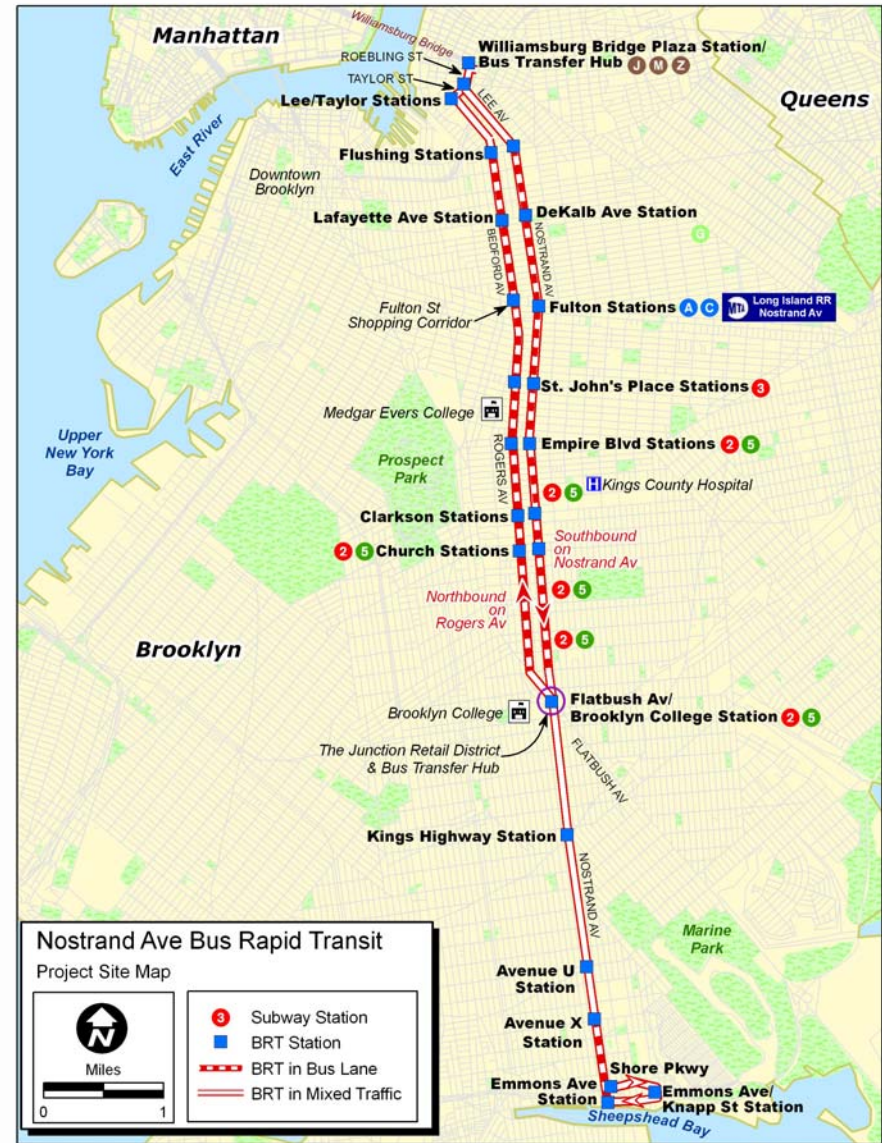 Manhattan
Williamsburg Bridge
Williamsburg Bridge Plaza Station/
Bus Transfer Hub J M Z
ROEBLING ST
TAYLOR ST
Lee/Taylor Stations
LEE AV
Queens
East River
Flushing Stations
Downtown
Brooklyn
Lafayette Ave Station
DeKalb Ave Station
G
BEDFORD AV
NOSTRAND AV
Fulton St
Shopping Corridor
Fulton Stations A C
MTA
Long Island RR
Nostrand Av
St. John's Place Stations 3
Medgar Evers College
Upper
New York
Bay
Prospect
Park
ROGERS AV
Empire Blvd Stations 2 5
2 5 H Kings County Hospital
Clarkson Stations
2 5 Church Stations
Southbound
on
Nostrand Av
2 5
Northbound
on
Rogers Av
2 5
Brooklyn
Flatbush Av/
Brooklyn College Station 2 5
Brooklyn College
The Junction Retail District
& Bus Transfer Hub
FLATBUSH AV
Kings Highway Station
NOSTRAND AV
Marine
Park
Avenue U
Station
Avenue X
Station
Shore Pkwy
Emmons Ave
Station
Emmons Ave/
Knapp St Station
Sheepshead Bay
Nostrand Ave Bus Rapid Transit
Project Site Map
N
Miles
0 1
3 Subway Station
BRT Station
BRT in Bus Lane
BRT in Mixed Traffic